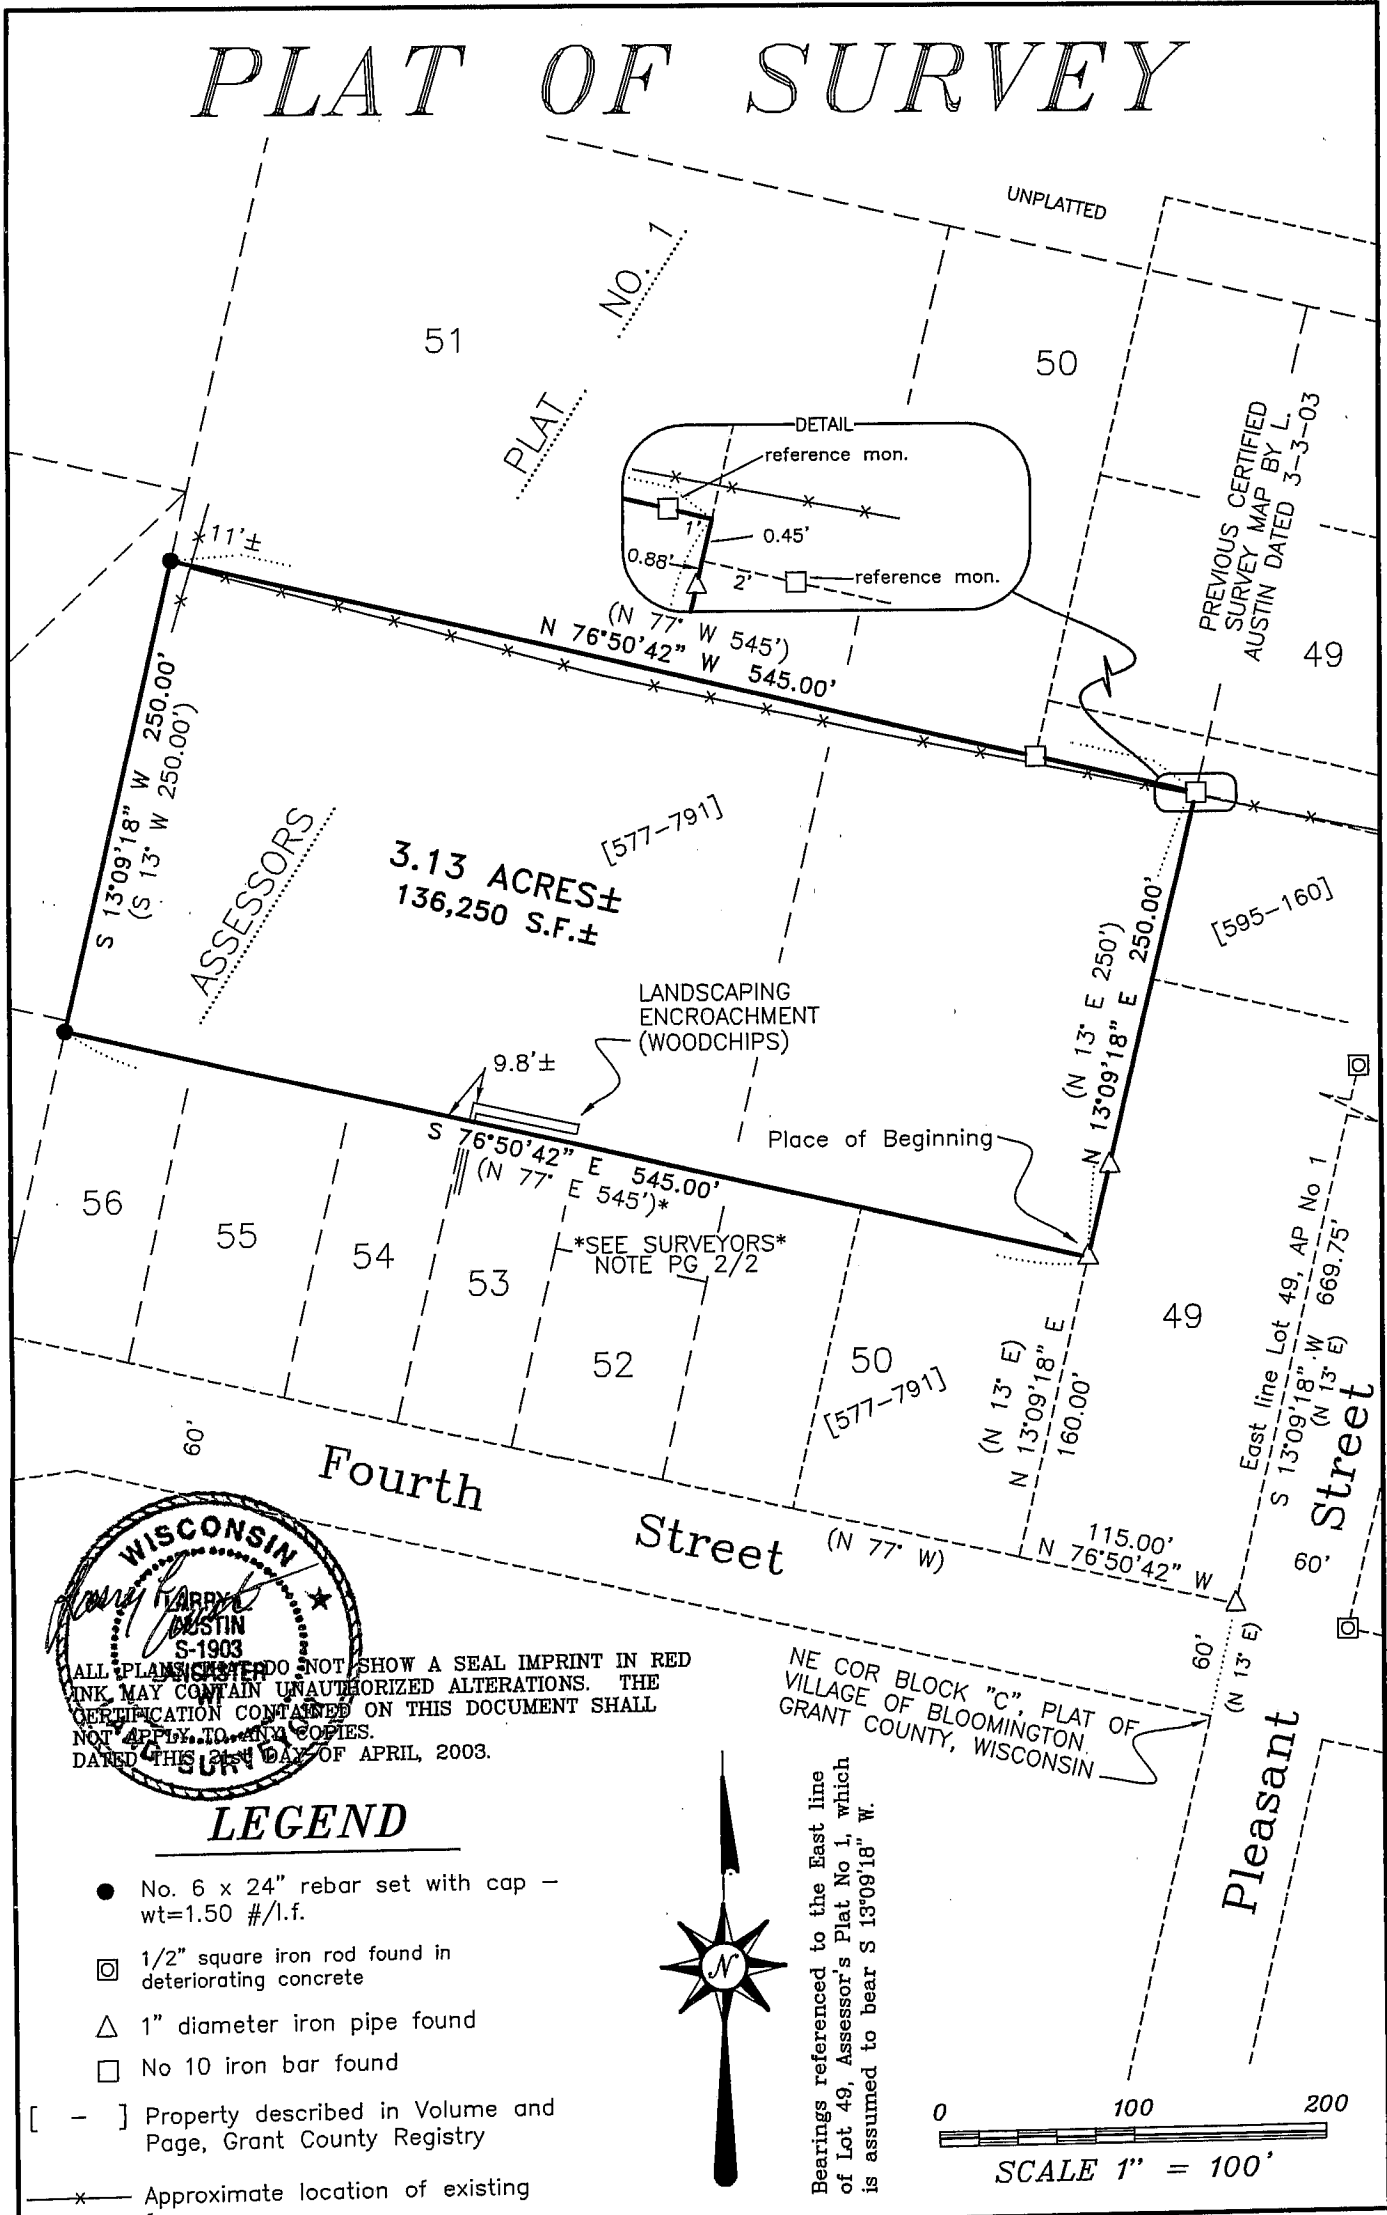 PLAT OF SURVEY
UNPLATTED
51
NO. 1
PLAT
50
PREVIOUS CERTIFIED
SURVEY MAP BY L.
AUSTIN DATED 3-3-03
49
DETAIL
reference mon.
1'
0.45'
0.88'
2'
reference mon.
11'±
(N 77° W 545')
N 76°50'42" W 545.00'
S 13°09'18" W 250.00'
(S 13° W 250.00')
ASSESSORS
3.13 ACRES±
136,250 S.F.±
[577-791]
[595-160]
(N 13° E 250')
N 13°09'18" E 250.00'
LANDSCAPING
ENCROACHMENT
(WOODCHIPS)
9.8'±
Place of Beginning
S 76°50'42" E 545.00'
(N 77° E 545')*
*SEE SURVEYORS*
NOTE PG 2/2
56
55
54
53
52
50
[577-791]
49
(N 13° E)
N 13°09'18" E
160.00'
East line Lot 49, AP No 1
S 13°09'18" W 669.75'
(N 13° E)
60'
Fourth Street
(N 77° W)
115.00'
N 76°50'42" W
60'
60'
(N 13° E)
Pleasant Street
NE COR BLOCK "C", PLAT OF
VILLAGE OF BLOOMINGTON,
GRANT COUNTY, WISCONSIN
WISCONSIN
LARRY L.
AUSTIN
S-1903
LANCASTER
WI
LAND SURVEYOR
ALL PLANS THAT DO NOT SHOW A SEAL IMPRINT IN RED
INK MAY CONTAIN UNAUTHORIZED ALTERATIONS. THE
CERTIFICATION CONTAINED ON THIS DOCUMENT SHALL
NOT APPLY TO ANY COPIES.
DATED THIS 21st DAY OF APRIL, 2003.
LEGEND
No. 6 x 24" rebar set with cap -
wt=1.50 #/l.f.
1/2" square iron rod found in
deteriorating concrete
1" diameter iron pipe found
No 10 iron bar found
[ - ] Property described in Volume and
Page, Grant County Registry
Approximate location of existing
N
Bearings referenced to the East line
of Lot 49, Assessor's Plat No 1, which
is assumed to bear S 13°09'18" W.
0 100 200
SCALE 1" = 100'